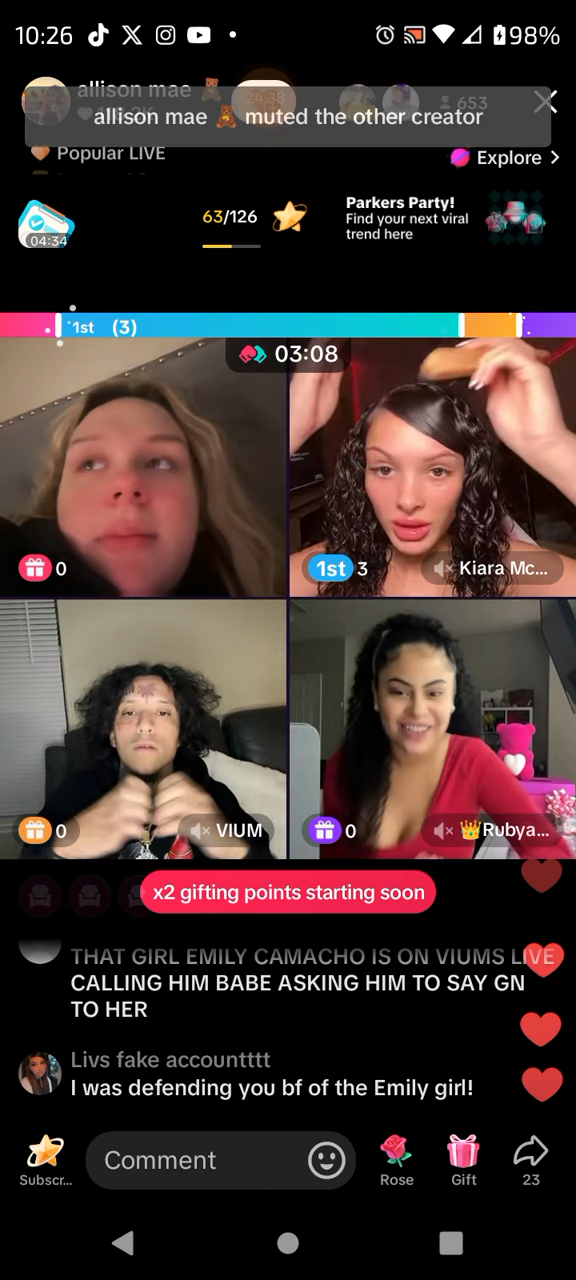 10:26
98%
allison mae 🧸
653
allison mae 🧸 muted the other creator
Popular LIVE
Explore >
04:34
63/126
Parkers Party!
Find your next viral
trend here
1st (3)
03:08
0
1st 3
Kiara Mc...
0
VIUM
0
👑Rubya...
x2 gifting points starting soon
THAT GIRL EMILY CAMACHO IS ON VIUMS LIVE
CALLING HIM BABE ASKING HIM TO SAY GN
TO HER
Livs fake accountttt
I was defending you bf of the Emily girl!
Comment
Subscr...
Rose
Gift
23